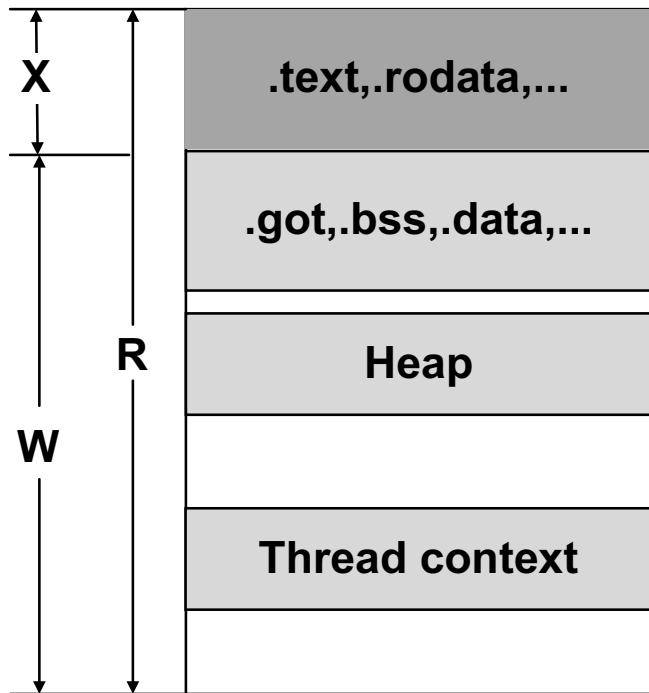 X
.text,.rodata,...
.got,.bss,.data,...
R
Heap
W
Thread context